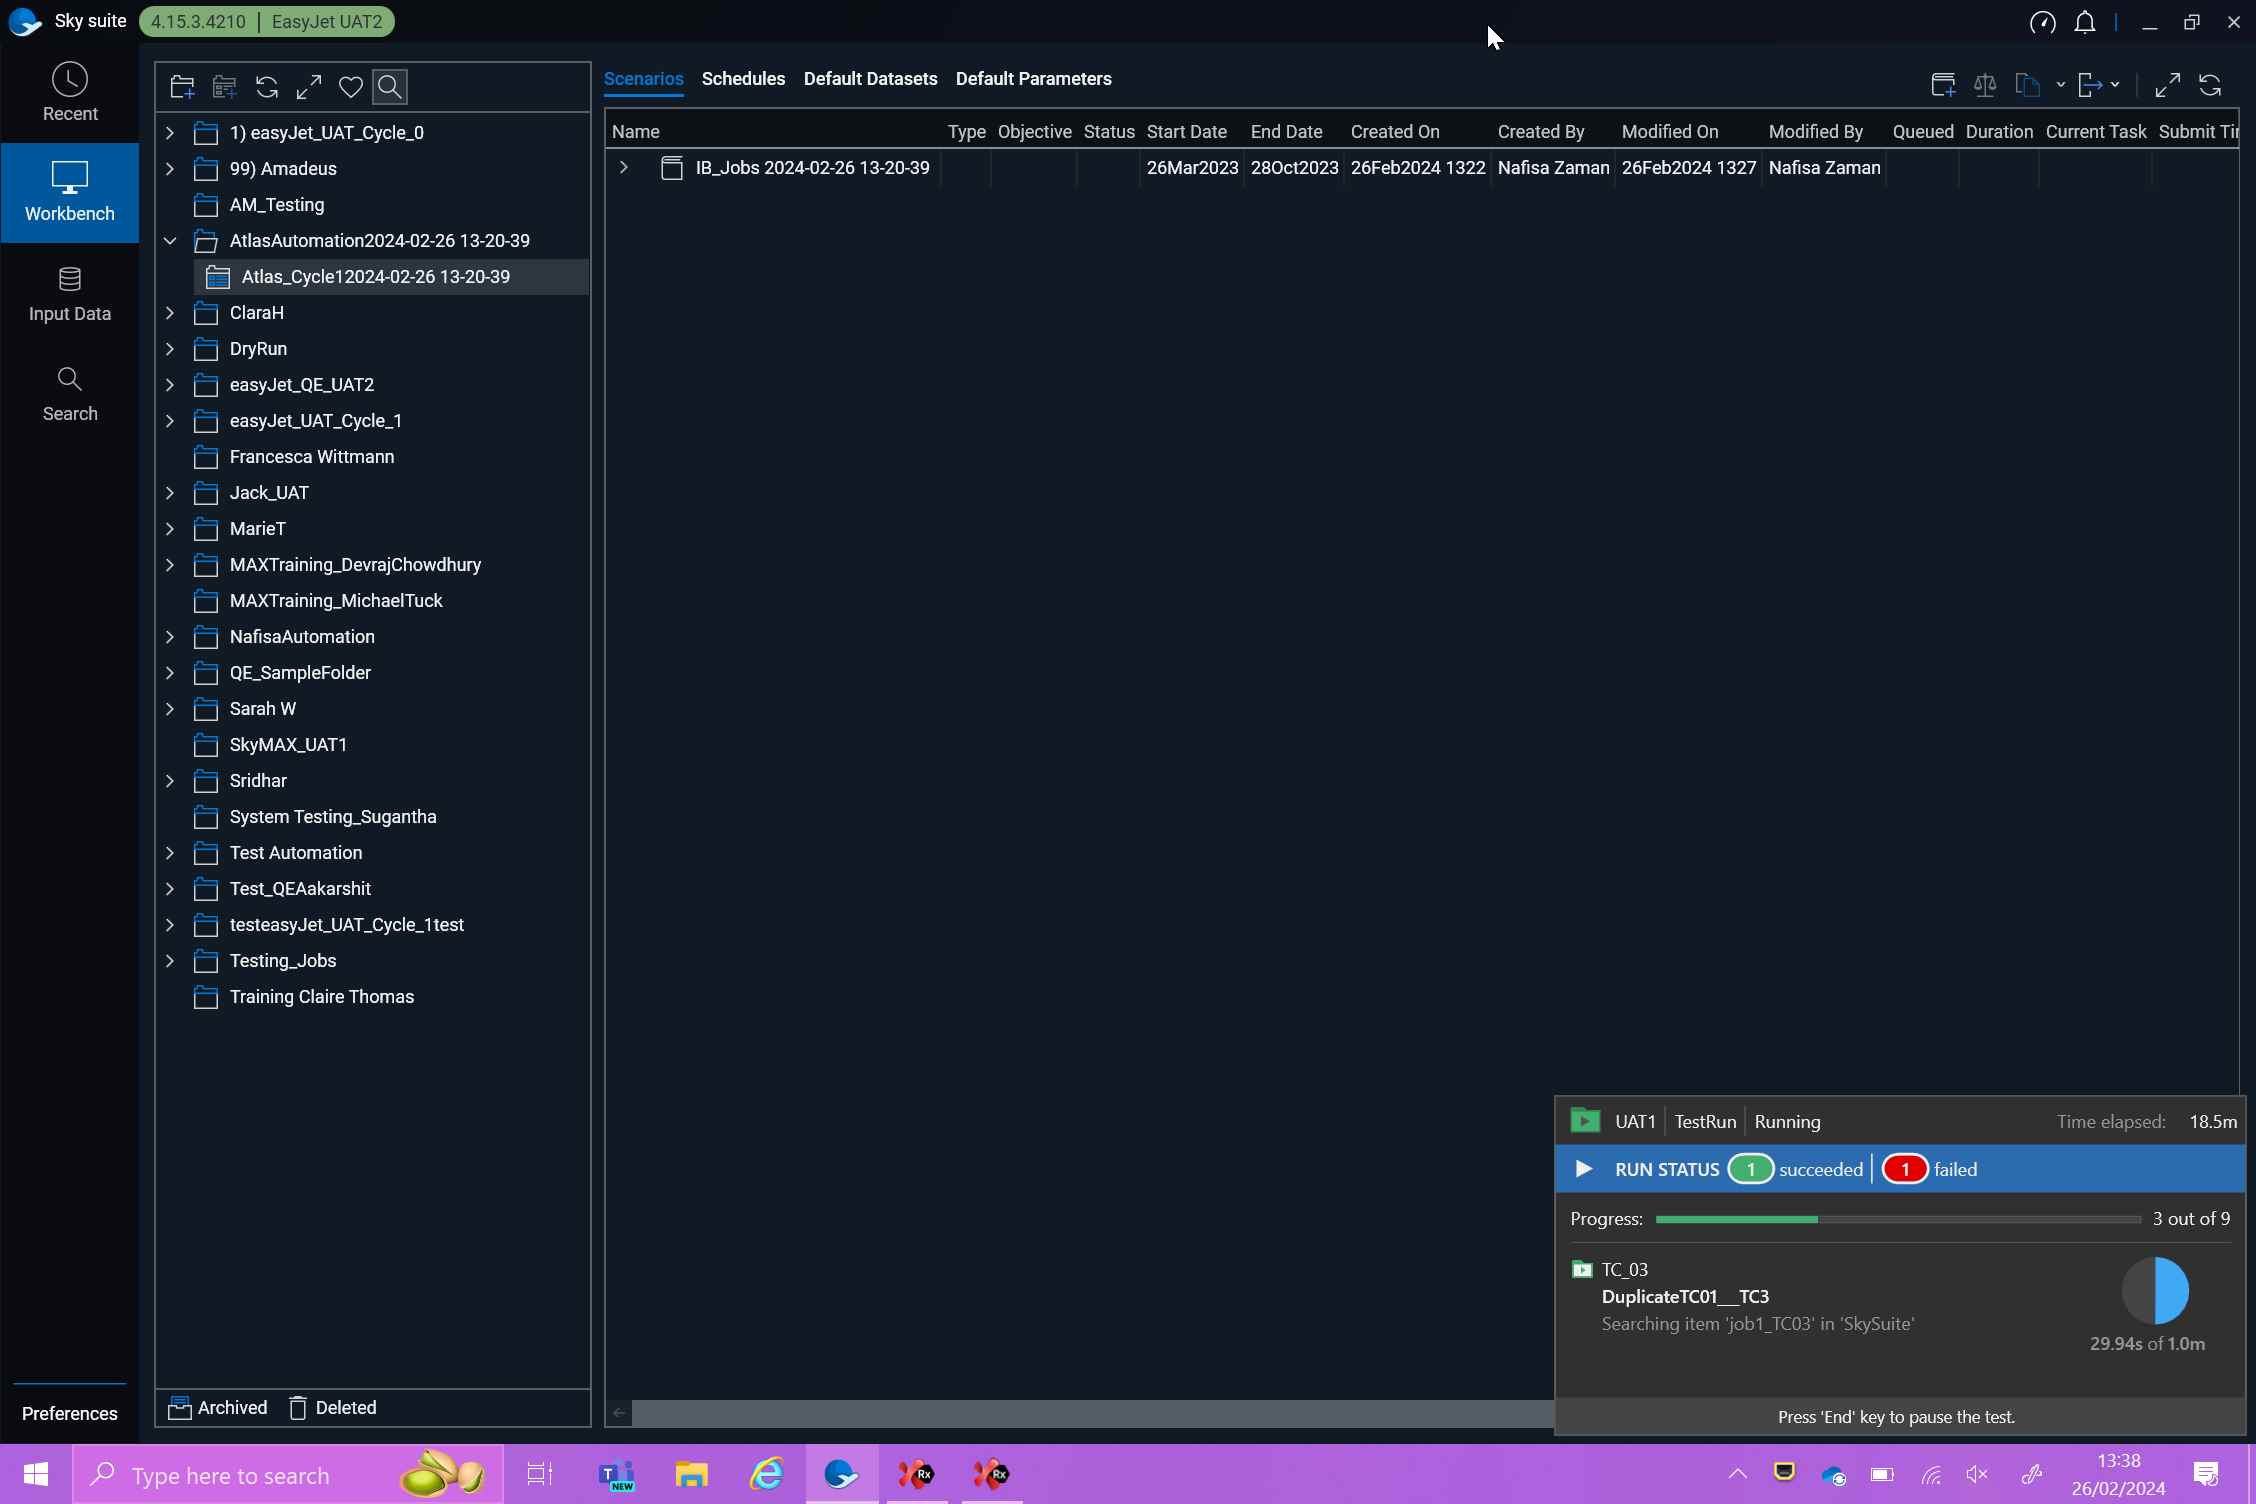 Sky suite 4.15.3.4210 | EasyJet UAT2
Recent
Workbench
Input Data
Search
Preferences
1) easyJet_UAT_Cycle_0
99) Amadeus
AM_Testing
AtlasAutomation2024-02-26 13-20-39
Atlas_Cycle12024-02-26 13-20-39
ClaraH
DryRun
easyJet_QE_UAT2
easyJet_UAT_Cycle_1
Francesca Wittmann
Jack_UAT
MarieT
MAXTraining_DevrajChowdhury
MAXTraining_MichaelTuck
NafisaAutomation
QE_SampleFolder
Sarah W
SkyMAX_UAT1
Sridhar
System Testing_Sugantha
Test Automation
Test_QEAakarshit
testeasyJet_UAT_Cycle_1test
Testing_Jobs
Training Claire Thomas
Archived Deleted
Scenarios Schedules Default Datasets Default Parameters
Name Type Objective Status Start Date End Date Created On Created By Modified On Modified By Queued Duration Current Task Submit
IB_Jobs 2024-02-26 13-20-39 26Mar2023 28Oct2023 26Feb2024 1322 Nafisa Zaman 26Feb2024 1327 Nafisa Zaman
UAT1 | TestRun | Running Time elapsed: 18.5m
RUN STATUS 1 succeeded | 1 failed
Progress: 3 out of 9
TC_03
DuplicateTC01__TC3
Searching item 'job1_TC03' in 'SkySuite'
29.94s of 1.0m
Press 'End' key to pause the test.
Type here to search
T
NEW
Rx
Rx
13:38
26/02/2024